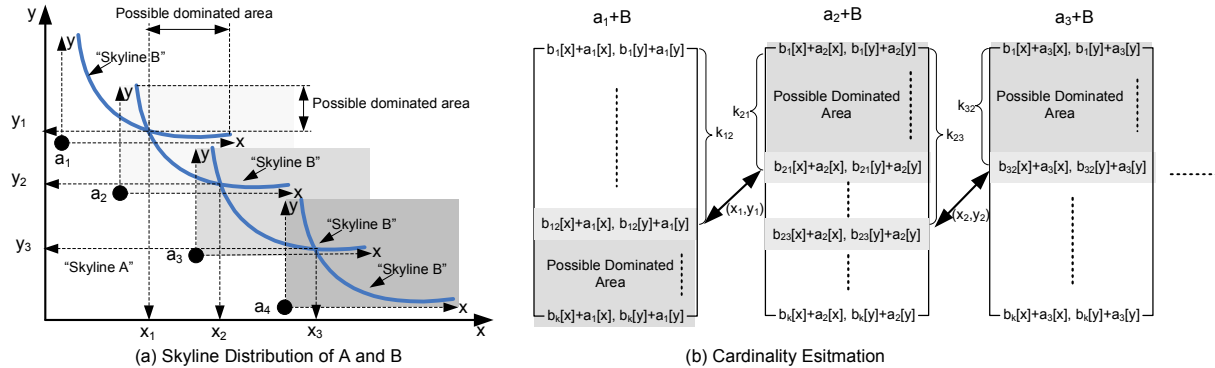 y
Possible dominated area
y
"Skyline B"
y
Possible dominated area
y1
a1
x
y
"Skyline B"
y2
a2
x
y
"Skyline B"
y3
"Skyline A"
a3
x
"Skyline B"
a4
x
x1
x2
x3
x
(a) Skyline Distribution of A and B
a1+B
b1[x]+a1[x], b1[y]+a1[y]
k12
b12[x]+a1[x], b12[y]+a1[y]
Possible Dominated
Area
bk[x]+a1[x], bk[y]+a1[y]
(x1,y1)
a2+B
b1[x]+a2[x], b1[y]+a2[y]
k21
Possible Dominated
Area
k23
b21[x]+a2[x], b21[y]+a2[y]
b23[x]+a2[x], b23[y]+a2[y]
bk[x]+a2[x], bk[y]+a2[y]
(x2,y2)
a3+B
b1[x]+a3[x], b1[y]+a3[y]
k32
Possible Dominated
Area
b32[x]+a3[x], b32[y]+a3[y]
bk[x]+a3[x], bk[y]+a3[y]
(b) Cardinality Esitmation